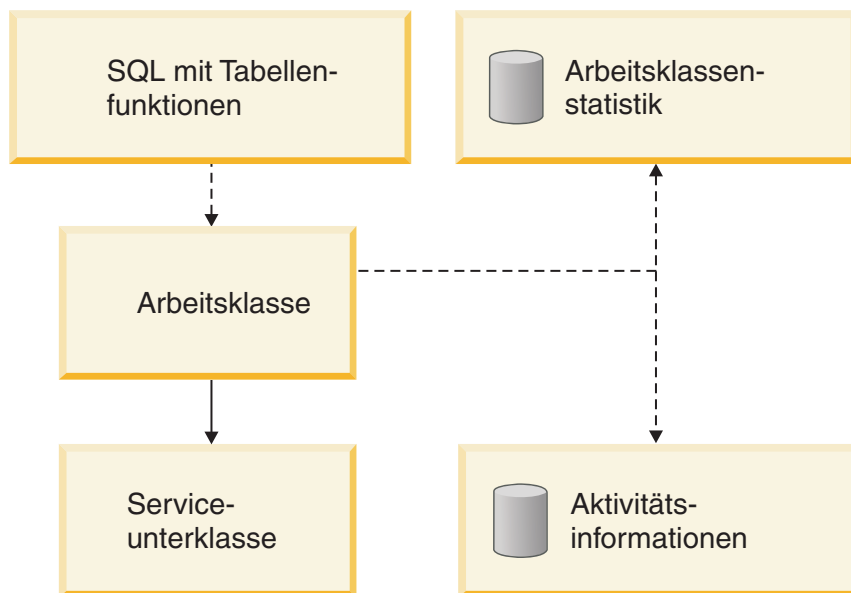 SQL mit Tabellen-
funktionen
Arbeitsklassen-
statistik
Arbeitsklasse
Service-
unterklasse
Aktivitäts-
informationen